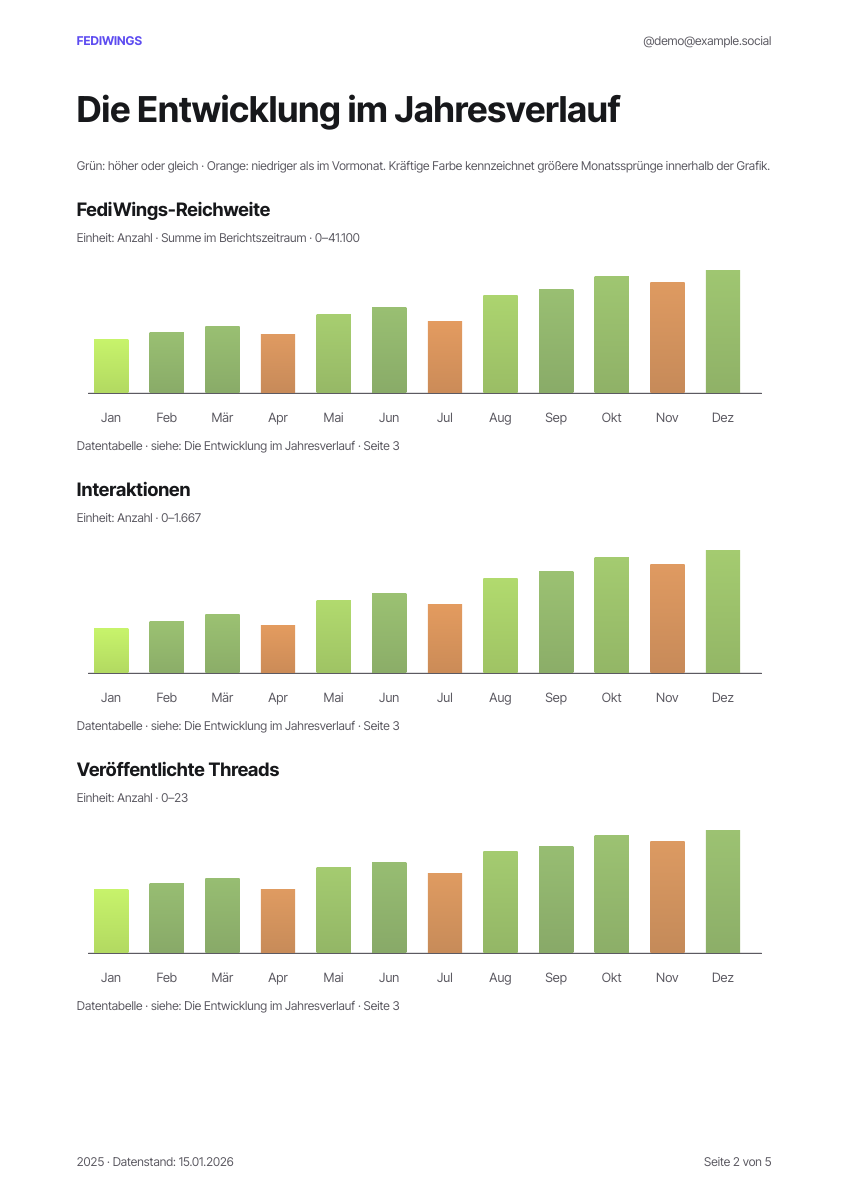 FEDIWINGS
@demo@example.social
Die Entwicklung im Jahresverlauf
Grün: höher oder gleich · Orange: niedriger als im Vormonat. Kräftige Farbe kennzeichnet größere Monatssprünge innerhalb der Grafik.
FediWings-Reichweite
Einheit: Anzahl · Summe im Berichtszeitraum · 0–41.100
Jan Feb Mär Apr Mai Jun Jul Aug Sep Okt Nov Dez
Datentabelle · siehe: Die Entwicklung im Jahresverlauf · Seite 3
Interaktionen
Einheit: Anzahl · 0–1.667
Jan Feb Mär Apr Mai Jun Jul Aug Sep Okt Nov Dez
Datentabelle · siehe: Die Entwicklung im Jahresverlauf · Seite 3
Veröffentlichte Threads
Einheit: Anzahl · 0–23
Jan Feb Mär Apr Mai Jun Jul Aug Sep Okt Nov Dez
Datentabelle · siehe: Die Entwicklung im Jahresverlauf · Seite 3
2025 · Datenstand: 15.01.2026
Seite 2 von 5